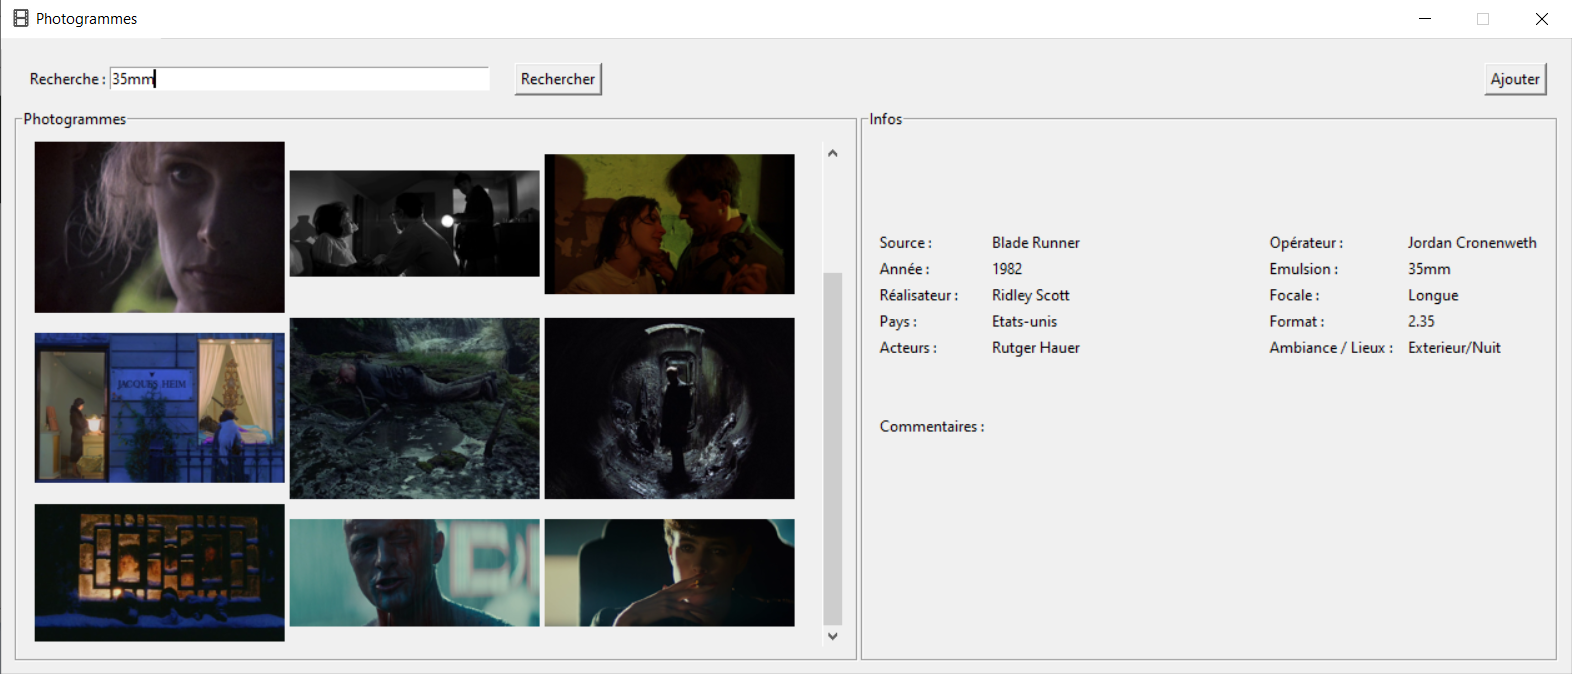 Photogrammes
Recherche : 35mm Rechercher Ajouter
Photogrammes
Infos
JACQUES HEIM
Source : Blade Runner Opérateur : Jordan Cronenweth
Année : 1982 Emulsion : 35mm
Réalisateur : Ridley Scott Focale : Longue
Pays : Etats-unis Format : 2.35
Acteurs : Rutger Hauer Ambiance / Lieux : Exterieur/Nuit
Commentaires :